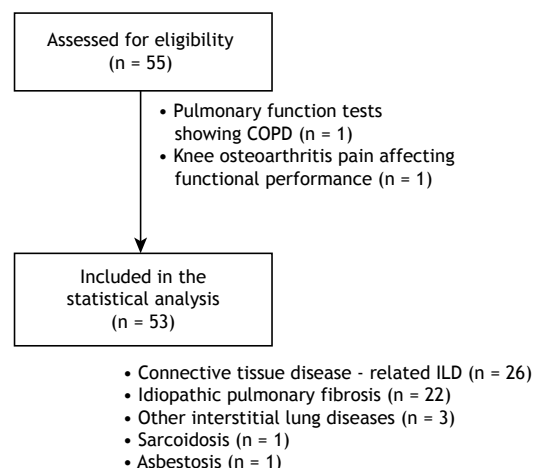 Assessed for eligibility
(n = 55)
• Pulmonary function tests
showing COPD (n = 1)
• Knee osteoarthritis pain affecting
functional performance (n = 1)
Included in the
statistical analysis
(n = 53)
• Connective tissue disease - related ILD (n = 26)
• Idiopathic pulmonary fibrosis (n = 22)
• Other interstitial lung diseases (n = 3)
• Sarcoidosis (n = 1)
• Asbestosis (n = 1)